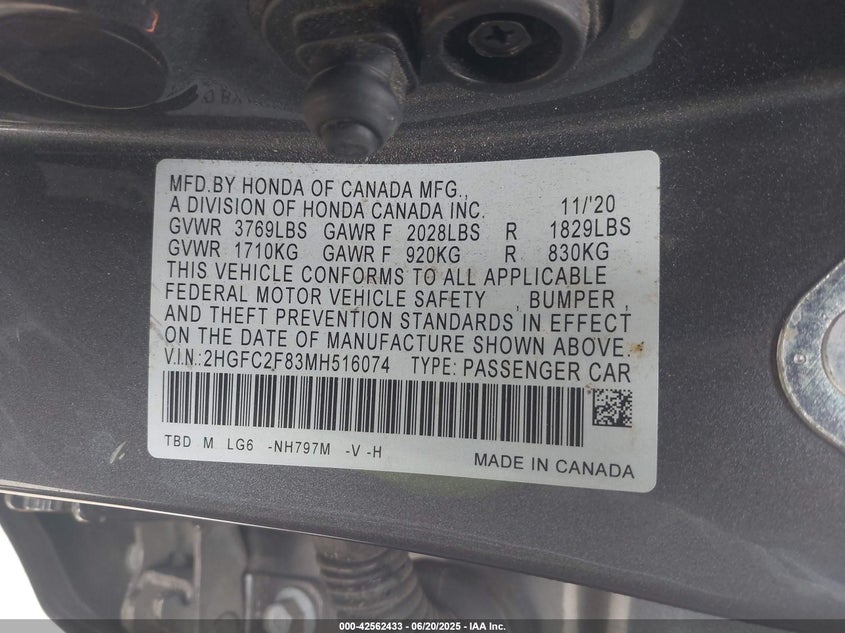 MFD.BY HONDA OF CANADA MFG.,
A DIVISION OF HONDA CANADA INC. 11/'20
GVWR 3769LBS GAWR F 2028LBS R 1829LBS
GVWR 1710KG GAWR F 920KG R 830KG
THIS VEHICLE CONFORMS TO ALL APPLICABLE
FEDERAL MOTOR VEHICLE SAFETY , BUMPER ,
AND THEFT PREVENTION STANDARDS IN EFFECT
ON THE DATE OF MANUFACTURE SHOWN ABOVE.
V.I.N.:2HGFC2F83MH516074 TYPE: PASSENGER CAR
TBD M LG6 -NH797M -V -H
MADE IN CANADA
000-42562433 - 06/20/2025 - © IAA Inc.